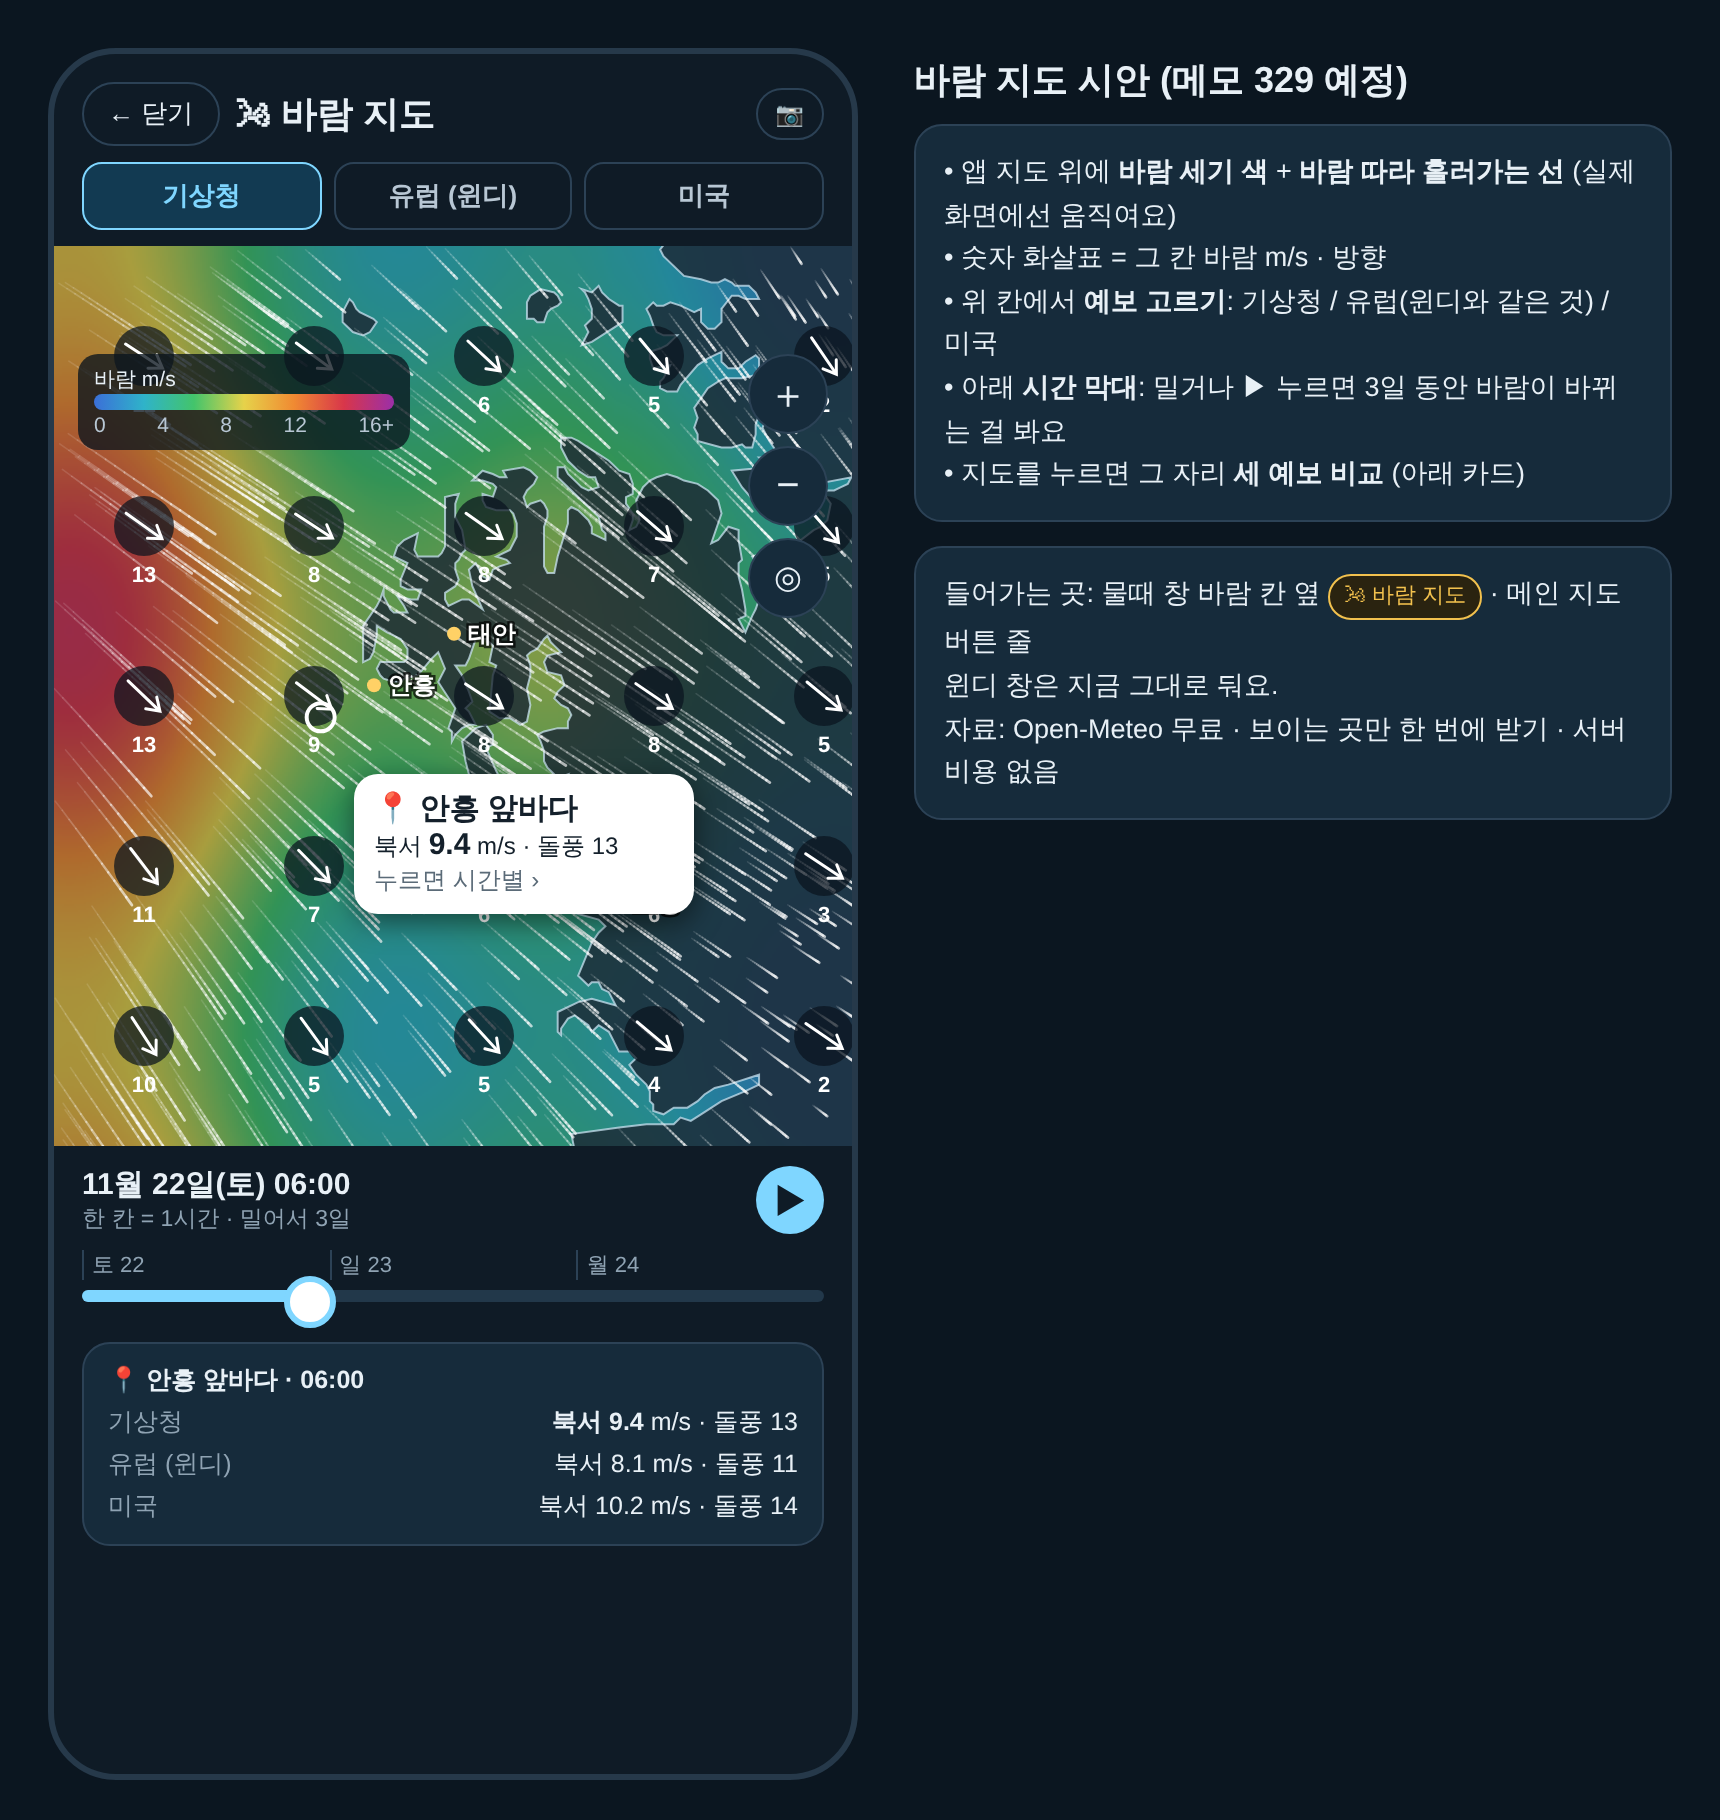 ← 닫기
바람 지도
기상청
유럽 (윈디)
미국
바람 m/s
0 4 8 12 16+
6 5
+
−
◎
13 8 8 7
태안
안흥
13 9 8 8 5
📍 안흥 앞바다
북서 9.4 m/s · 돌풍 13
누르면 시간별 ›
11 7 3
10 5 5 4 2
11월 22일(토) 06:00
한 칸 = 1시간 · 밀어서 3일
토 22 일 23 월 24
📍 안흥 앞바다 · 06:00
기상청 북서 9.4 m/s · 돌풍 13
유럽 (윈디) 북서 8.1 m/s · 돌풍 11
미국 북서 10.2 m/s · 돌풍 14
바람 지도 시안 (메모 329 예정)
• 앱 지도 위에 바람 세기 색 + 바람 따라 흘러가는 선 (실제
화면에선 움직여요)
• 숫자 화살표 = 그 칸 바람 m/s · 방향
• 위 칸에서 예보 고르기: 기상청 / 유럽(윈디와 같은 것) /
미국
• 아래 시간 막대: 밀거나 ▶ 누르면 3일 동안 바람이 바뀌
는 걸 봐요
• 지도를 누르면 그 자리 세 예보 비교 (아래 카드)
들어가는 곳: 물때 창 바람 칸 옆 바람 지도 · 메인 지도
버튼 줄
윈디 창은 지금 그대로 둬요.
자료: Open-Meteo 무료 · 보이는 곳만 한 번에 받기 · 서버
비용 없음